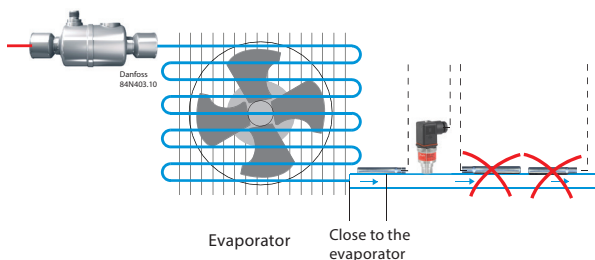 Danfoss
84N403.10
Evaporator
Close to the
evaporator